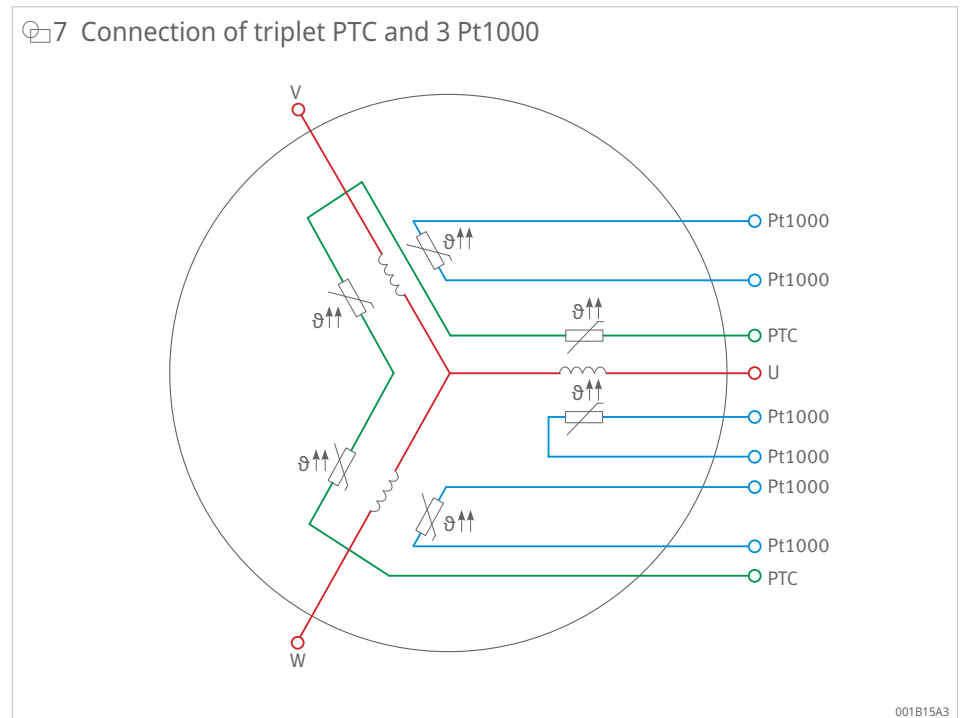 7 Connection of triplet PTC and 3 Pt1000
V
Pt1000
ϑ
Pt1000
ϑ
ϑ
PTC
U
ϑ
Pt1000
Pt1000
ϑ
Pt1000
ϑ
Pt1000
PTC
W
001B15A3